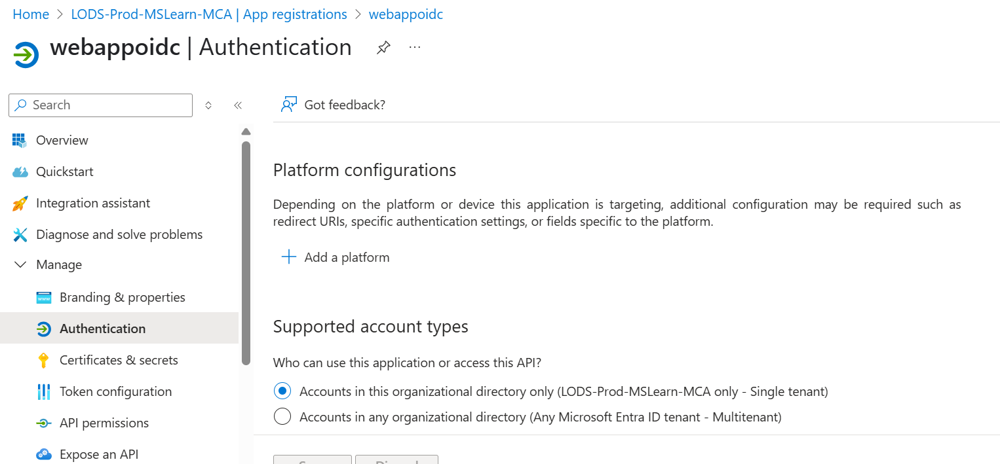 Home > LODS-Prod-MSLearn-MCA | App registrations > webappoidc
webappoidc | Authentication ...
Search
Got feedback?
Overview
Quickstart
Integration assistant
Diagnose and solve problems
Manage
Branding & properties
Authentication
Certificates & secrets
Token configuration
API permissions
Expose an API
Platform configurations
Depending on the platform or device this application is targeting, additional configuration may be required such as
redirect URIs, specific authentication settings, or fields specific to the platform.
Add a platform
Supported account types
Who can use this application or access this API?
Accounts in this organizational directory only (LODS-Prod-MSLearn-MCA only - Single tenant)
Accounts in any organizational directory (Any Microsoft Entra ID tenant - Multitenant)